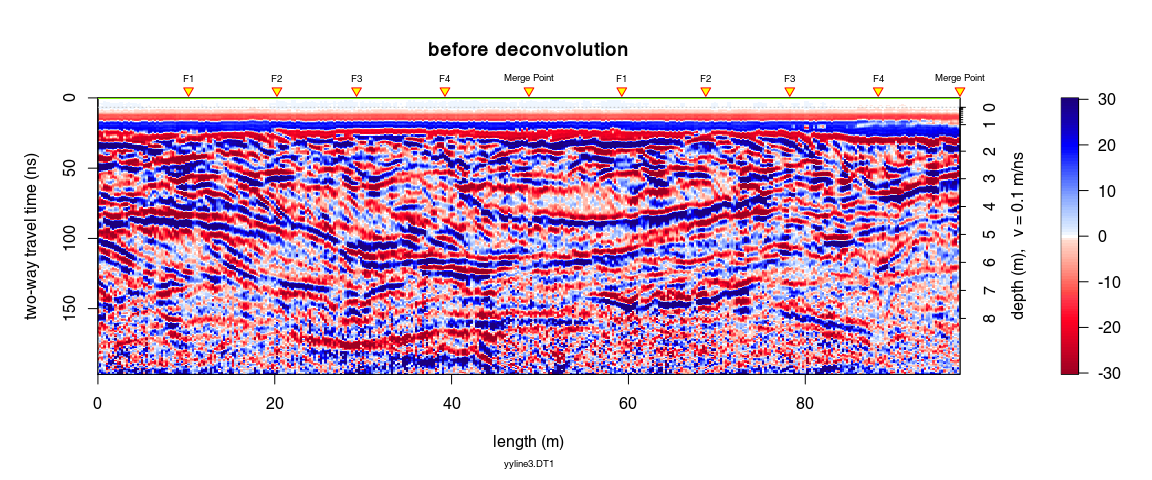 before deconvolution
F1 F2 F3 F4 Merge Point F1 F2 F3 F4 Merge Point
two-way travel time (ns)
0 50 100 150
0 1 2 3 4 5 6 7 8
depth (m), v = 0.1 m/ns
30
20
10
0
-10
-20
-30
0 20 40 60 80
length (m)
yyline3.DT1